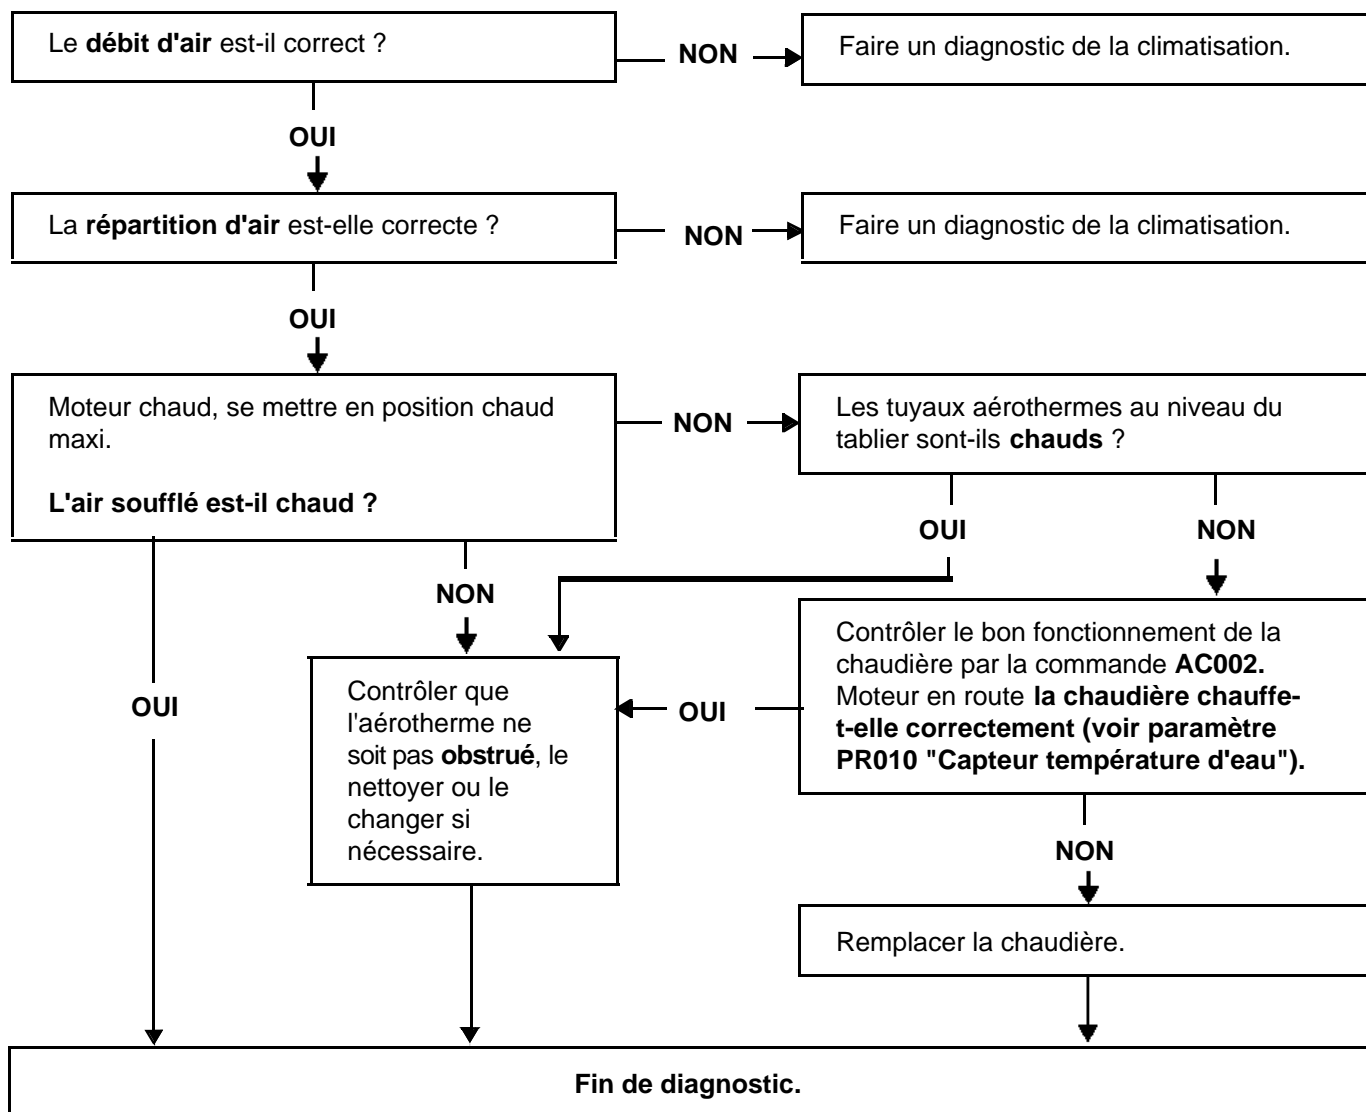 Le débit d'air est-il correct ?
NON
Faire un diagnostic de la climatisation.
OUI
La répartition d'air est-elle correcte ?
NON
Faire un diagnostic de la climatisation.
OUI
Moteur chaud, se mettre en position chaud
maxi.
L'air soufflé est-il chaud ?
NON
Les tuyaux aérothermes au niveau du
tablier sont-ils chauds ?
OUI
NON
NON
OUI
Contrôler que
l'aérotherme ne
soit pas obstrué, le
nettoyer ou le
changer si
nécessaire.
OUI
Contrôler le bon fonctionnement de la
chaudière par la commande AC002.
Moteur en route la chaudière chauffe-
t-elle correctement (voir paramètre
PR010 "Capteur température d'eau").
NON
Remplacer la chaudière.
Fin de diagnostic.